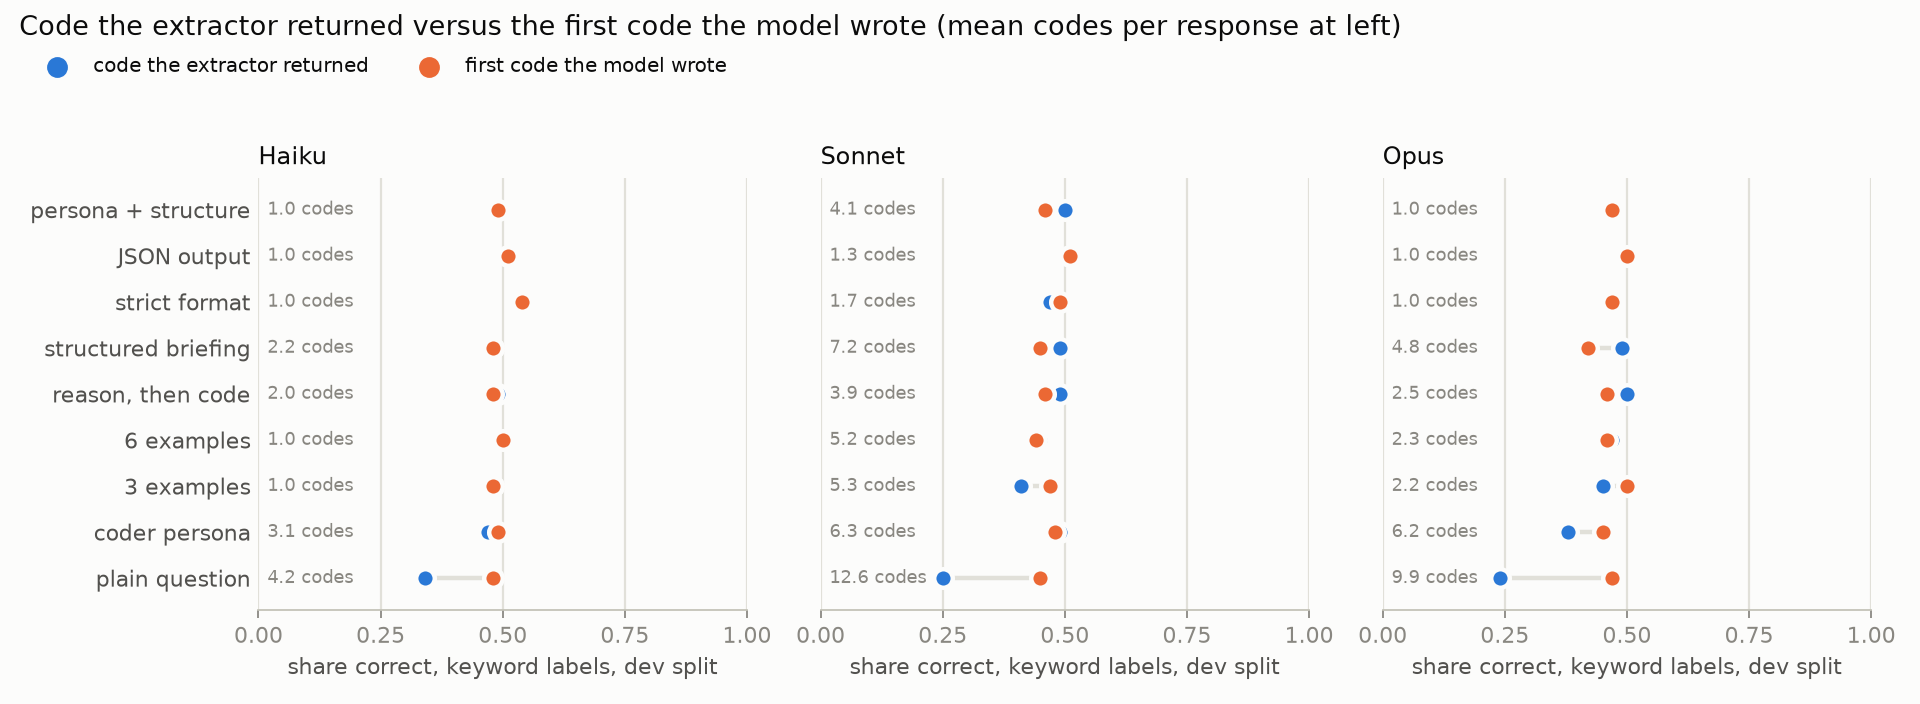 Code the extractor returned versus the first code the model wrote (mean codes per response at left)
code the extractor returned first code the model wrote
Haiku Sonnet Opus
persona + structure 1.0 codes 4.1 codes 1.0 codes
JSON output 1.0 codes 1.3 codes 1.0 codes
strict format 1.0 codes 1.7 codes 1.0 codes
structured briefing 2.2 codes 7.2 codes 4.8 codes
reason, then code 2.0 codes 3.9 codes 2.5 codes
6 examples 1.0 codes 5.2 codes 2.3 codes
3 examples 1.0 codes 5.3 codes 2.2 codes
coder persona 3.1 codes 6.3 codes 6.2 codes
plain question 4.2 codes 12.6 codes 9.9 codes
0.00 0.25 0.50 0.75 1.00 0.00 0.25 0.50 0.75 1.00 0.00 0.25 0.50 0.75 1.00
share correct, keyword labels, dev split share correct, keyword labels, dev split share correct, keyword labels, dev split